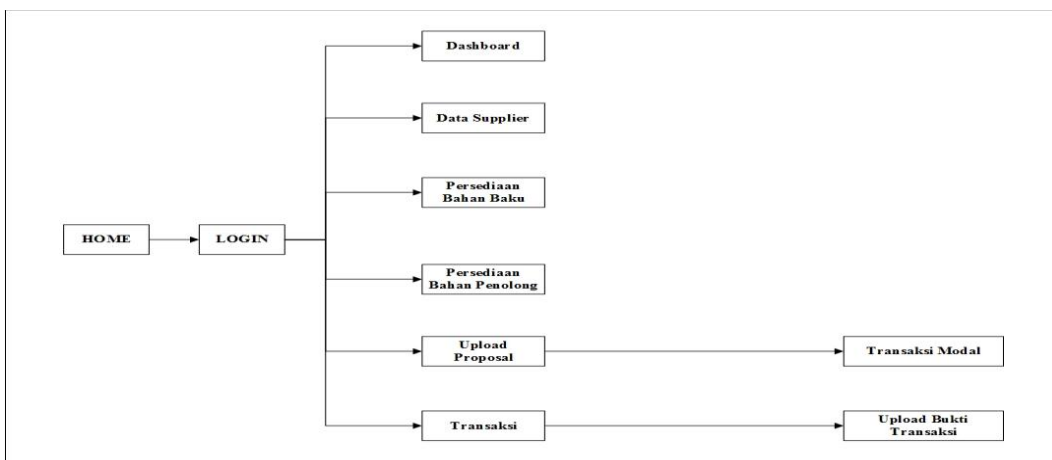 Dashboard
Data Supplier
Persediaan
Bahan Baku
HOME
LOGIN
Persediaan
Bahan Penolong
Upload
Proposal
Transaksi Modal
Transaksi
Upload Bukti
Transaksi